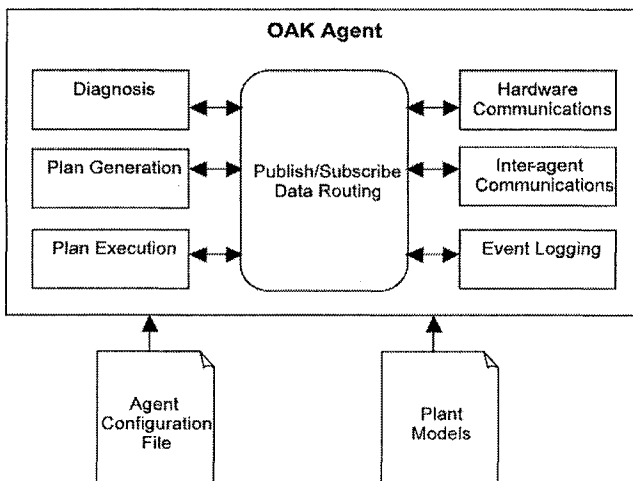 OAK Agent
Diagnosis
Plan Generation
Plan Execution
Publish/Subscribe
Data Routing
Hardware
Communications
Inter-agent
Communications
Event Logging
Agent
Configuration
File
Plant
Models